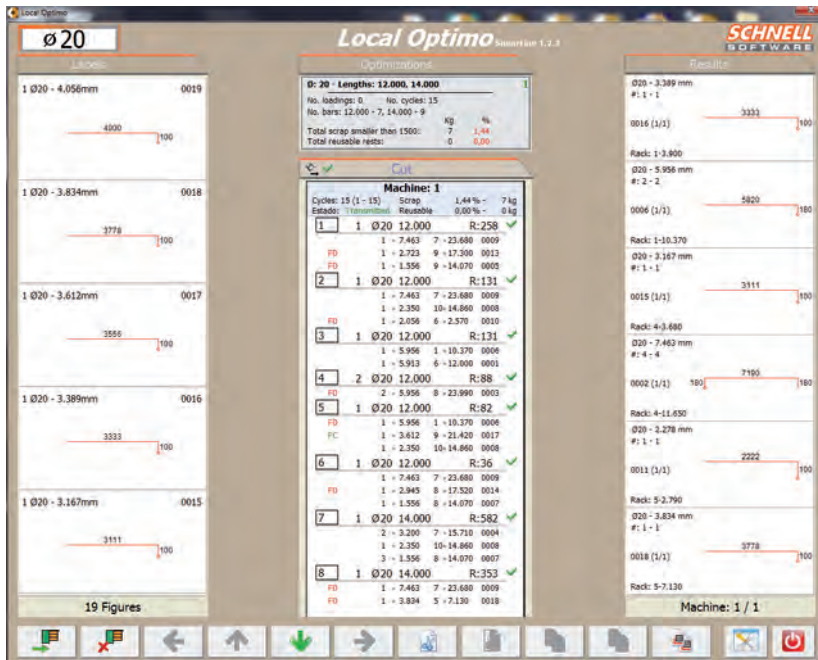 Local Optimo
ø20
Local Optimo Smartline 1.2.3
SCHNELL
SOFTWARE
Labels
1 Ø20 - 4.056mm 0019
4000
100
1 Ø20 - 3.834mm 0018
3778
100
1 Ø20 - 3.612mm 0017
3556
100
1 Ø20 - 3.389mm 0016
3333
100
1 Ø20 - 3.167mm 0015
3111
100
19 Figures
Optimizations
Ø: 20 - Lengths: 12.000, 14.000 1
No. loadings: 0 No. cycles: 15
No. bars: 12.000 - 7, 14.000 - 9
Kg %
Total scrap smaller than 1500: 7 1,44
Total reusable rests: 0 0,00
Cut
Machine: 1
Cycles: 15 (1 - 15) Scrap 1,44 % - 7 kg
Estado: Transmitted Reusable 0,00 % - 0 kg
1 1 Ø20 12.000 R:258
1 - 7.463 7 -23.680 0009
FD 1 - 2.723 9 -17.300 0013
FD 1 - 1.556 9 -14.070 0005
2 1 Ø20 12.000 R:131
1 - 7.463 7 -23.680 0009
1 - 2.350 10-14.860 0008
FD 1 - 2.056 6 -2.570 0010
3 1 Ø20 12.000 R:131
1 - 5.956 1 -10.370 0006
1 - 5.913 6 -12.000 0001
4 2 Ø20 12.000 R:88
FD 2 - 5.956 8 -23.990 0003
5 1 Ø20 12.000 R:82
FD 1 - 5.956 1 -10.370 0006
FC 1 - 3.612 9 -21.420 0017
1 - 2.350 10-14.860 0008
6 1 Ø20 12.000 R:36
1 - 7.463 7 -23.680 0009
FD 1 - 2.945 8 -17.520 0014
1 - 1.556 8 -14.070 0007
7 1 Ø20 14.000 R:582
2 - 3.200 7 -15.710 0004
1 - 2.350 10-14.860 0008
3 - 1.556 8 -14.070 0007
8 1 Ø20 14.000 R:353
FD 1 - 7.463 7 -23.680 0009
FD 1 - 3.834 5 -7.130 0018
Results
Ø20 - 3.389 mm
#: 1 - 1
3333
0016 (1/1) 100
Rack: 1-3.900
Ø20 - 5.956 mm
#: 2 - 2
5820
0006 (1/1) 180
Rack: 1-10.370
Ø20 - 3.167 mm
#: 1 - 1
3111
0015 (1/1) 100
Rack: 4-3.680
Ø20 - 7.463 mm
#: 4 - 4
7190
0002 (1/1) 180 180
Rack: 4-11.650
Ø20 - 2.278 mm
#: 1 - 1
2222
0011 (1/1) 100
Rack: 5-2.790
Ø20 - 3.834 mm
#: 1 - 1
3778
0018 (1/1) 100
Rack: 5-7.130
Machine: 1 / 1